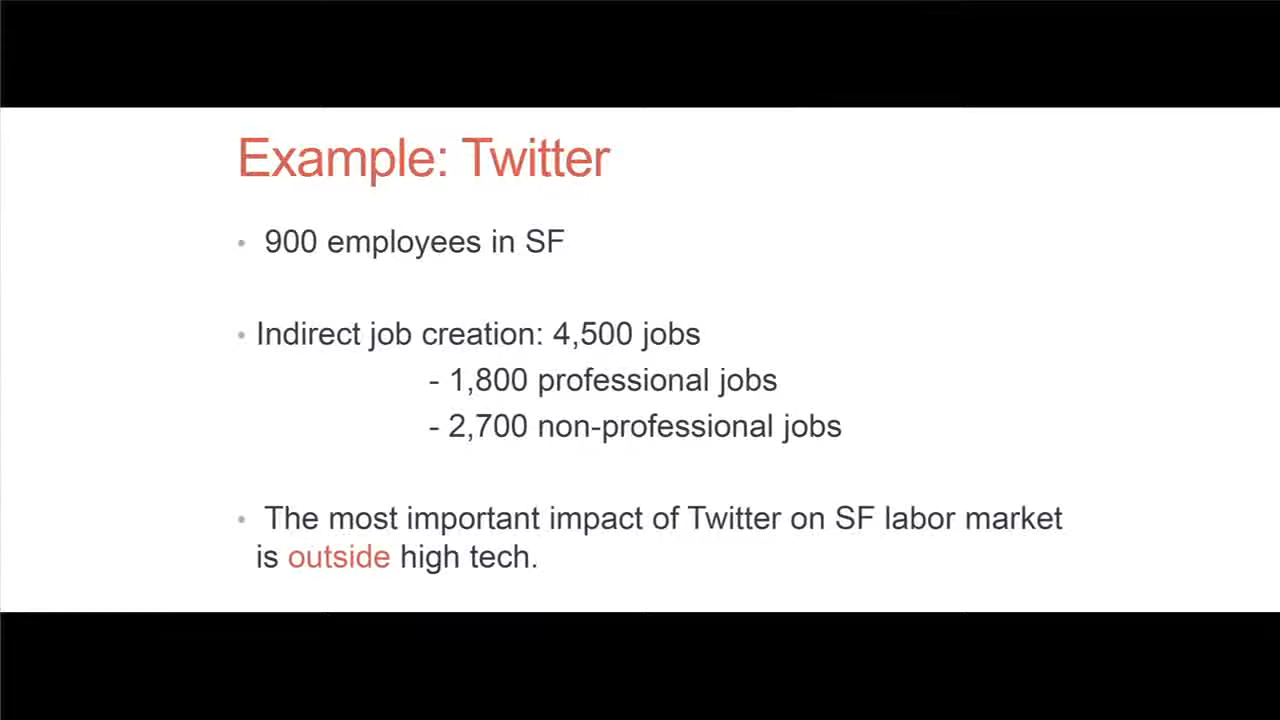 Example: Twitter
• 900 employees in SF
• Indirect job creation: 4,500 jobs
- 1,800 professional jobs
- 2,700 non-professional jobs
• The most important impact of Twitter on SF labor market
is outside high tech.